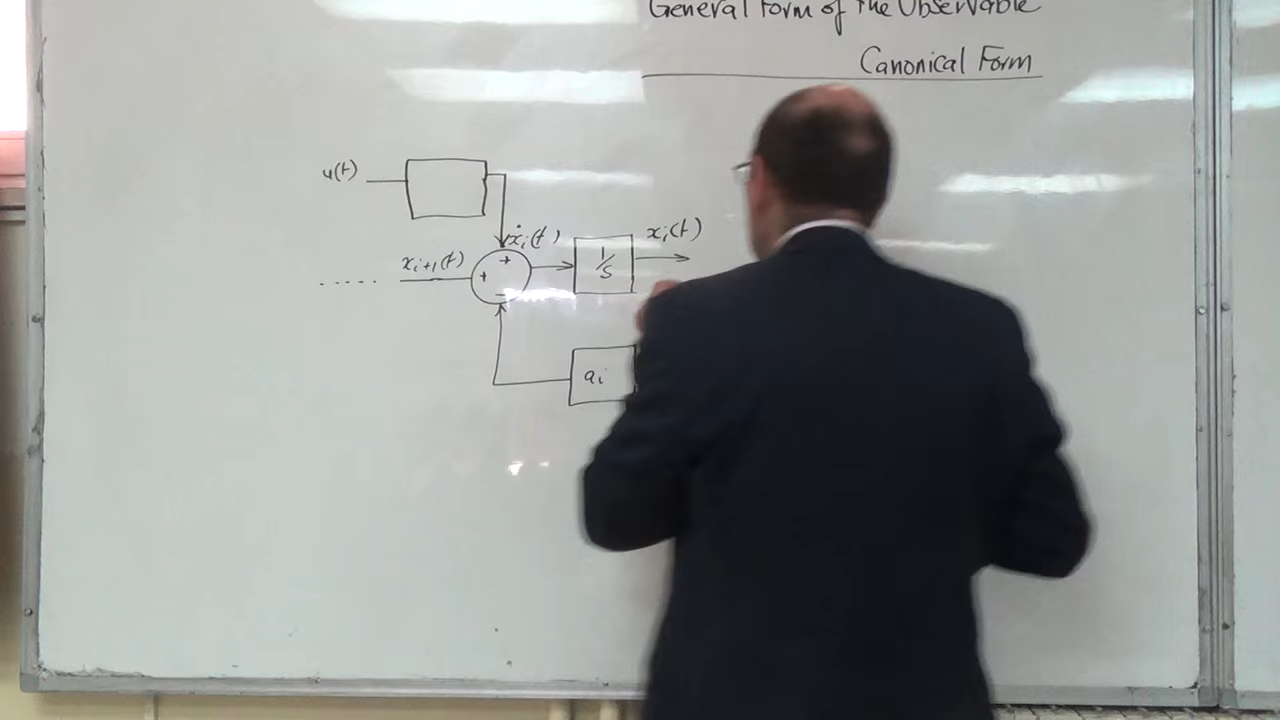 General Form of the Observable
Canonical Form
u(t)
ẋᵢ(t)
xᵢ(t)
xᵢ₊₁(t)
+
+
1/s
.....
−
aᵢ